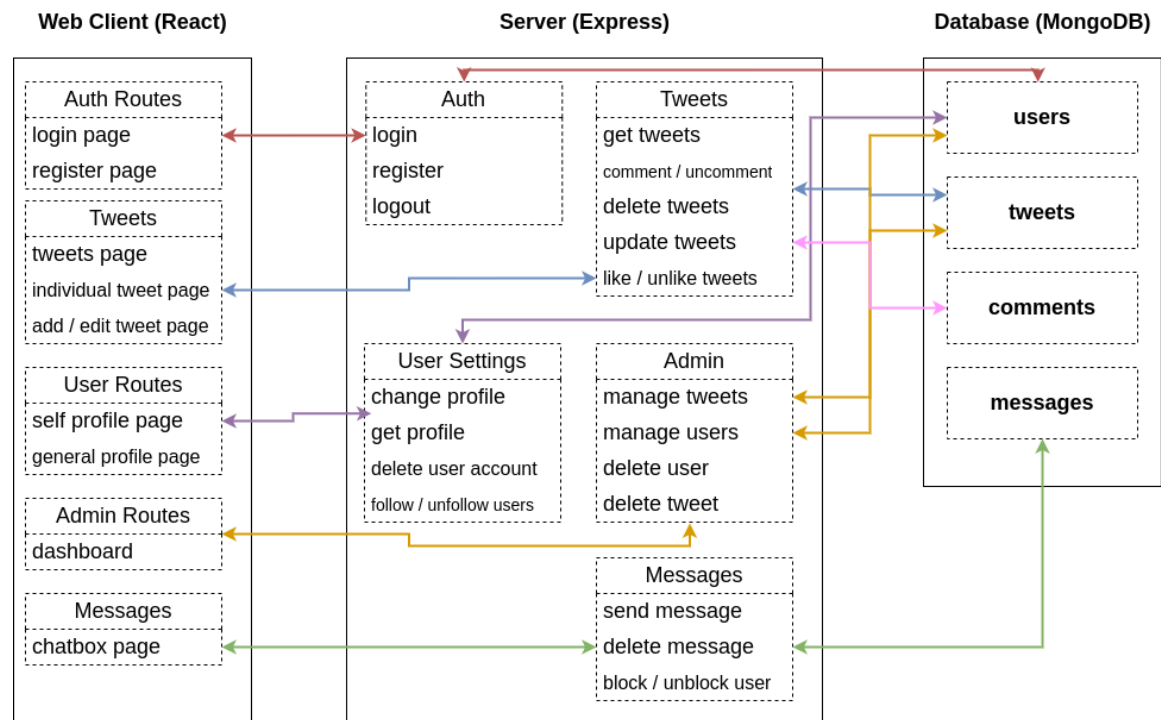 Web Client (React)
Server (Express)
Database (MongoDB)
Auth Routes
login page
register page
Tweets
tweets page
individual tweet page
add / edit tweet page
User Routes
self profile page
general profile page
Admin Routes
dashboard
Messages
chatbox page
Auth
login
register
logout
Tweets
get tweets
comment / uncomment
delete tweets
update tweets
like / unlike tweets
User Settings
change profile
get profile
delete user account
follow / unfollow users
Admin
manage tweets
manage users
delete user
delete tweet
Messages
send message
delete message
block / unblock user
users
tweets
comments
messages